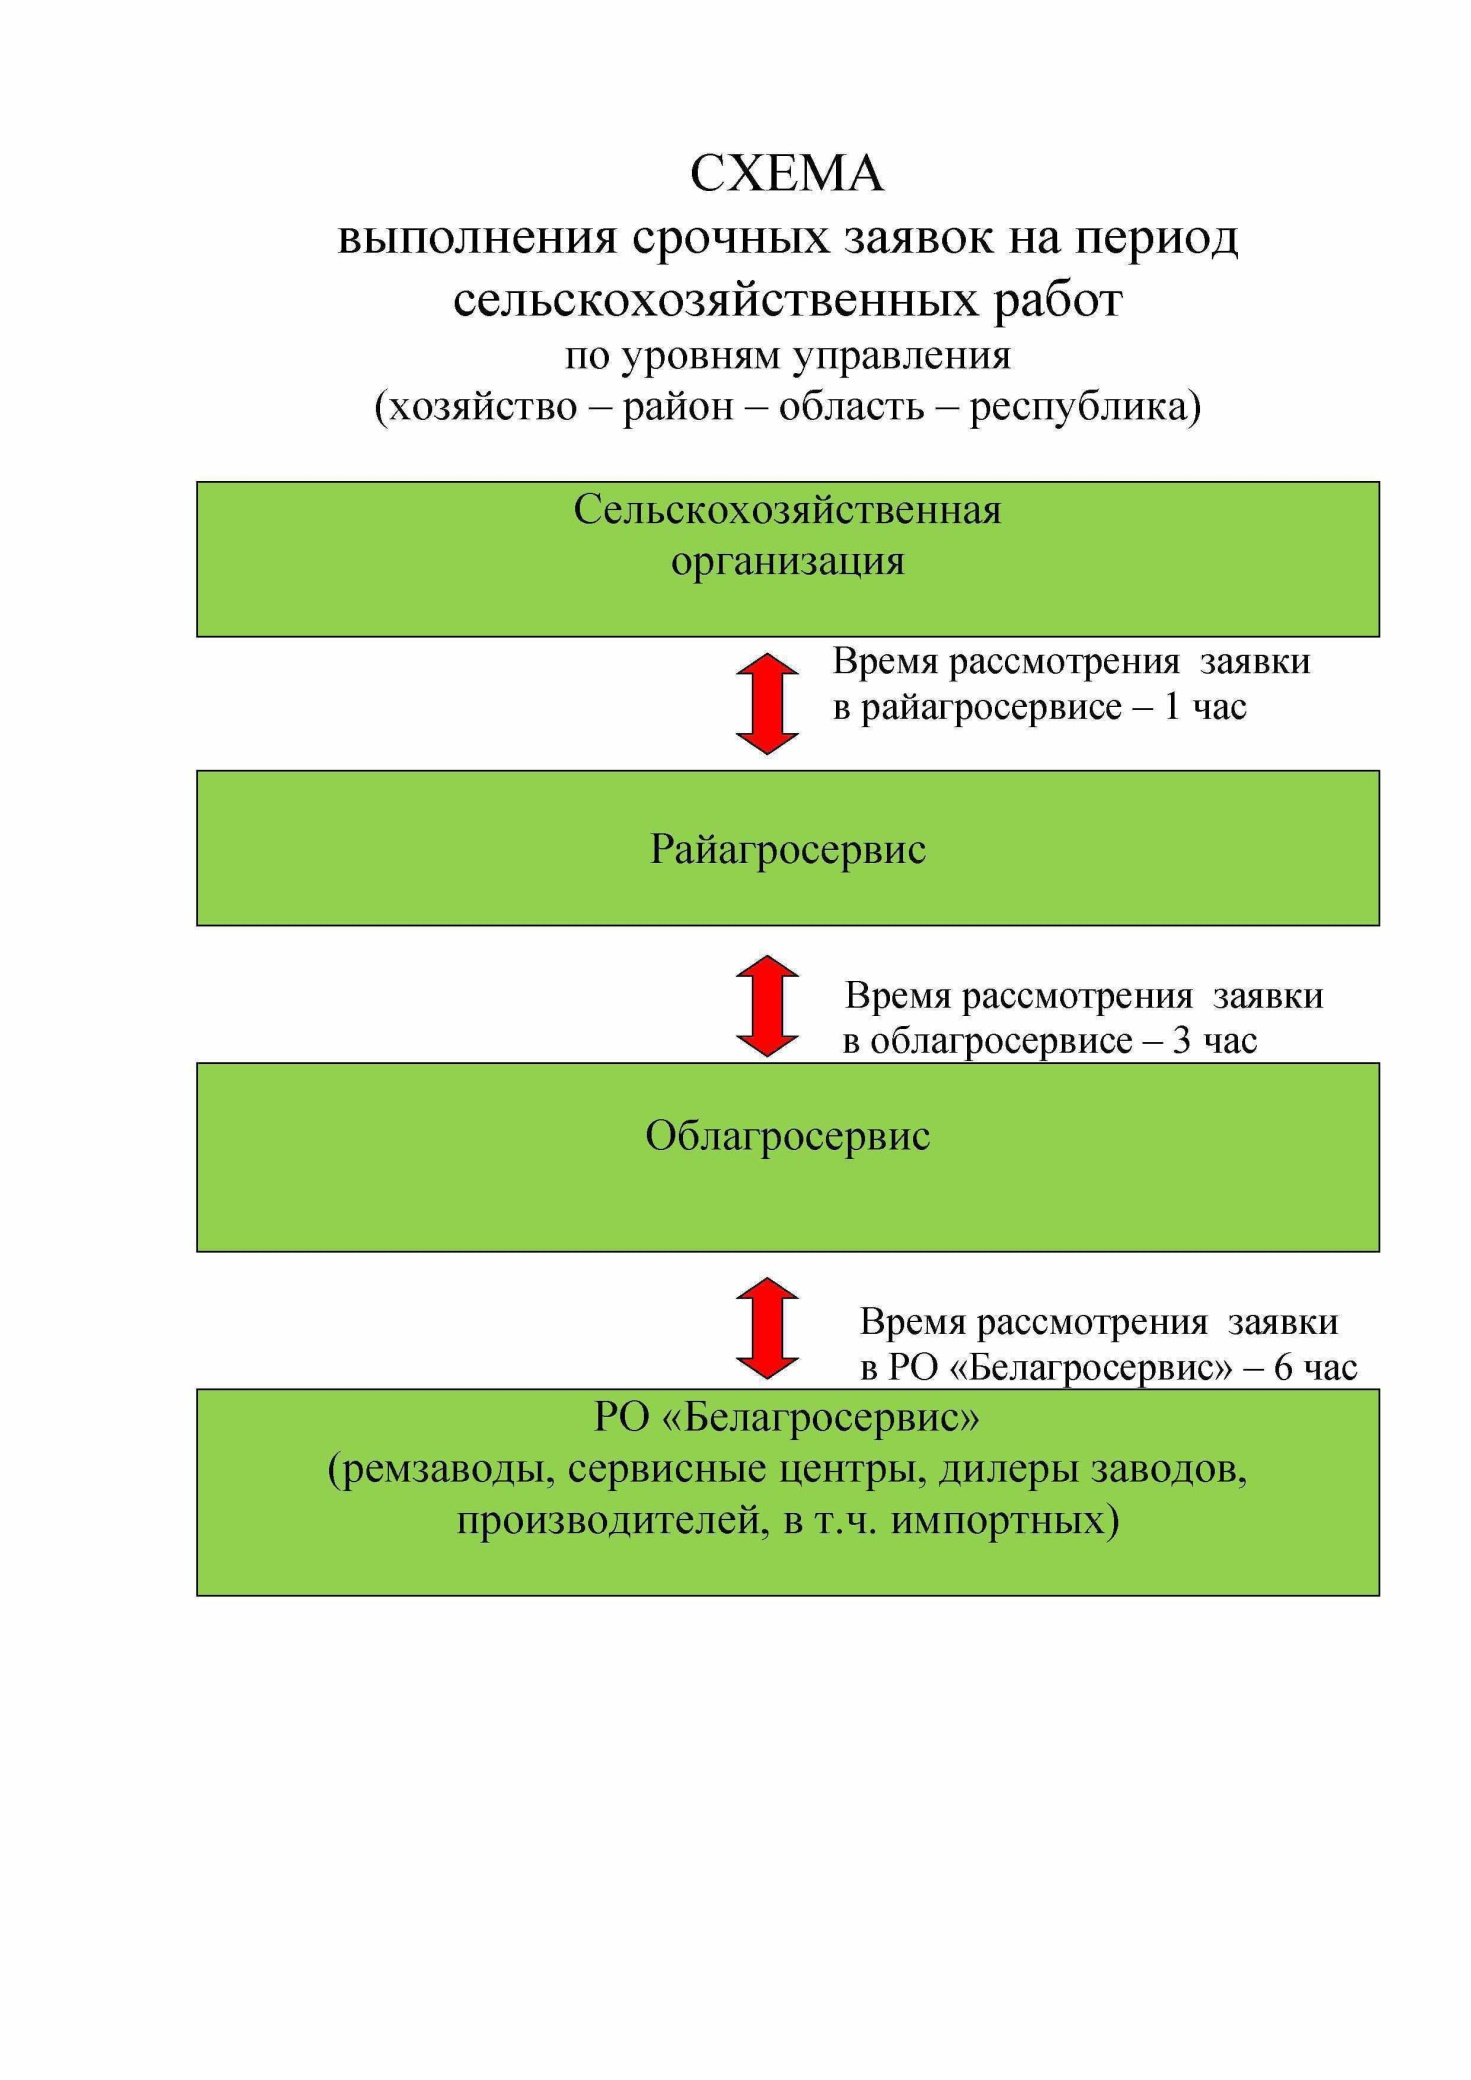 СХЕМА
выполнения срочных заявок на период
сельскохозяйственных работ
по уровням управления
(хозяйство – район – область – республика)
Сельскохозяйственная
организация
Время рассмотрения заявки
в райагросервисе – 1 час
Райагросервис
Время рассмотрения заявки
в облагросервисе – 3 час
Облагросервис
Время рассмотрения заявки
в РО «Белагросервис» – 6 час
РО «Белагросервис»
(ремзаводы, сервисные центры, дилеры заводов,
производителей, в т.ч. импортных)